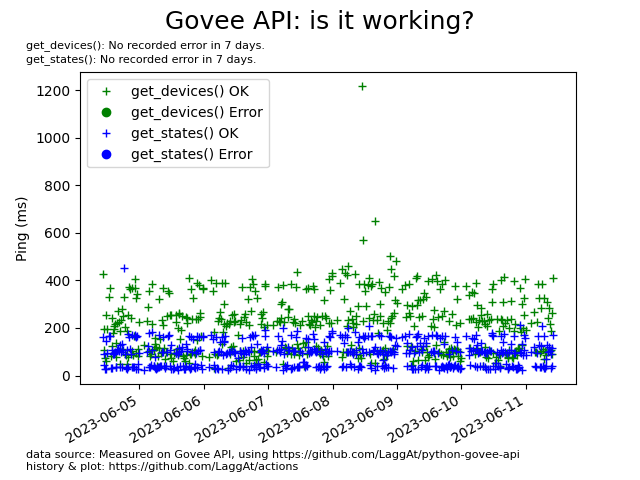 Govee API: is it working?
get_devices(): No recorded error in 7 days.
get_states(): No recorded error in 7 days.
get_devices() OK
get_devices() Error
get_states() OK
get_states() Error
Ping (ms)
1200
1000
800
600
400
200
0
2023-06-05
2023-06-06
2023-06-07
2023-06-08
2023-06-09
2023-06-10
2023-06-11
data source: Measured on Govee API, using https://github.com/LaggAt/python-govee-api
history & plot: https://github.com/LaggAt/actions